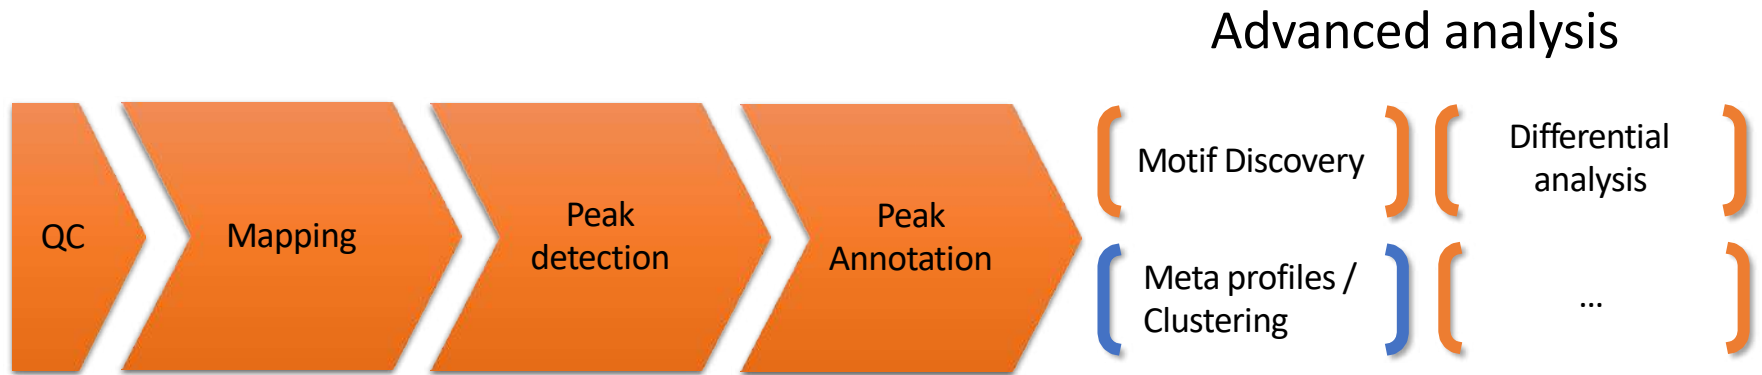 Advanced analysis
QC
Mapping
Peak
detection
Peak
Annotation
Motif Discovery
Differential
analysis
Meta profiles /
Clustering
...